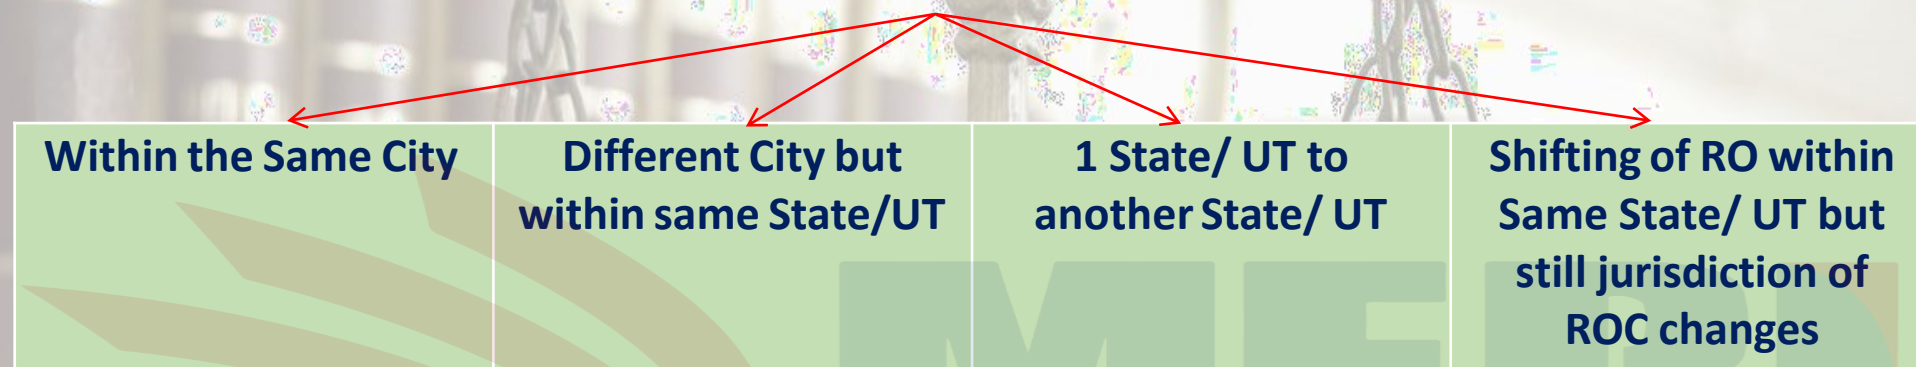 Within the Same City
Different City but
within same State/UT
1 State/ UT to
another State/ UT
Shifting of RO within
Same State/ UT but
still jurisdiction of
ROC changes